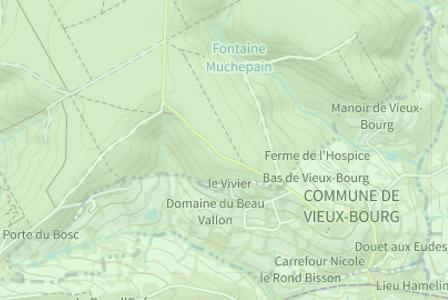 Fontaine
Muchepain
Manoir de Vieux-
Bourg
Ferme de l'Hospice
Bas de Vieux-Bourg
le Vivier
COMMUNE DE
VIEUX-BOURG
Domaine du Beau
Vallon
Porte du Bosc
Douet aux Eudes
Carrefour Nicole
le Rond Bisson
Lieu Hamelin